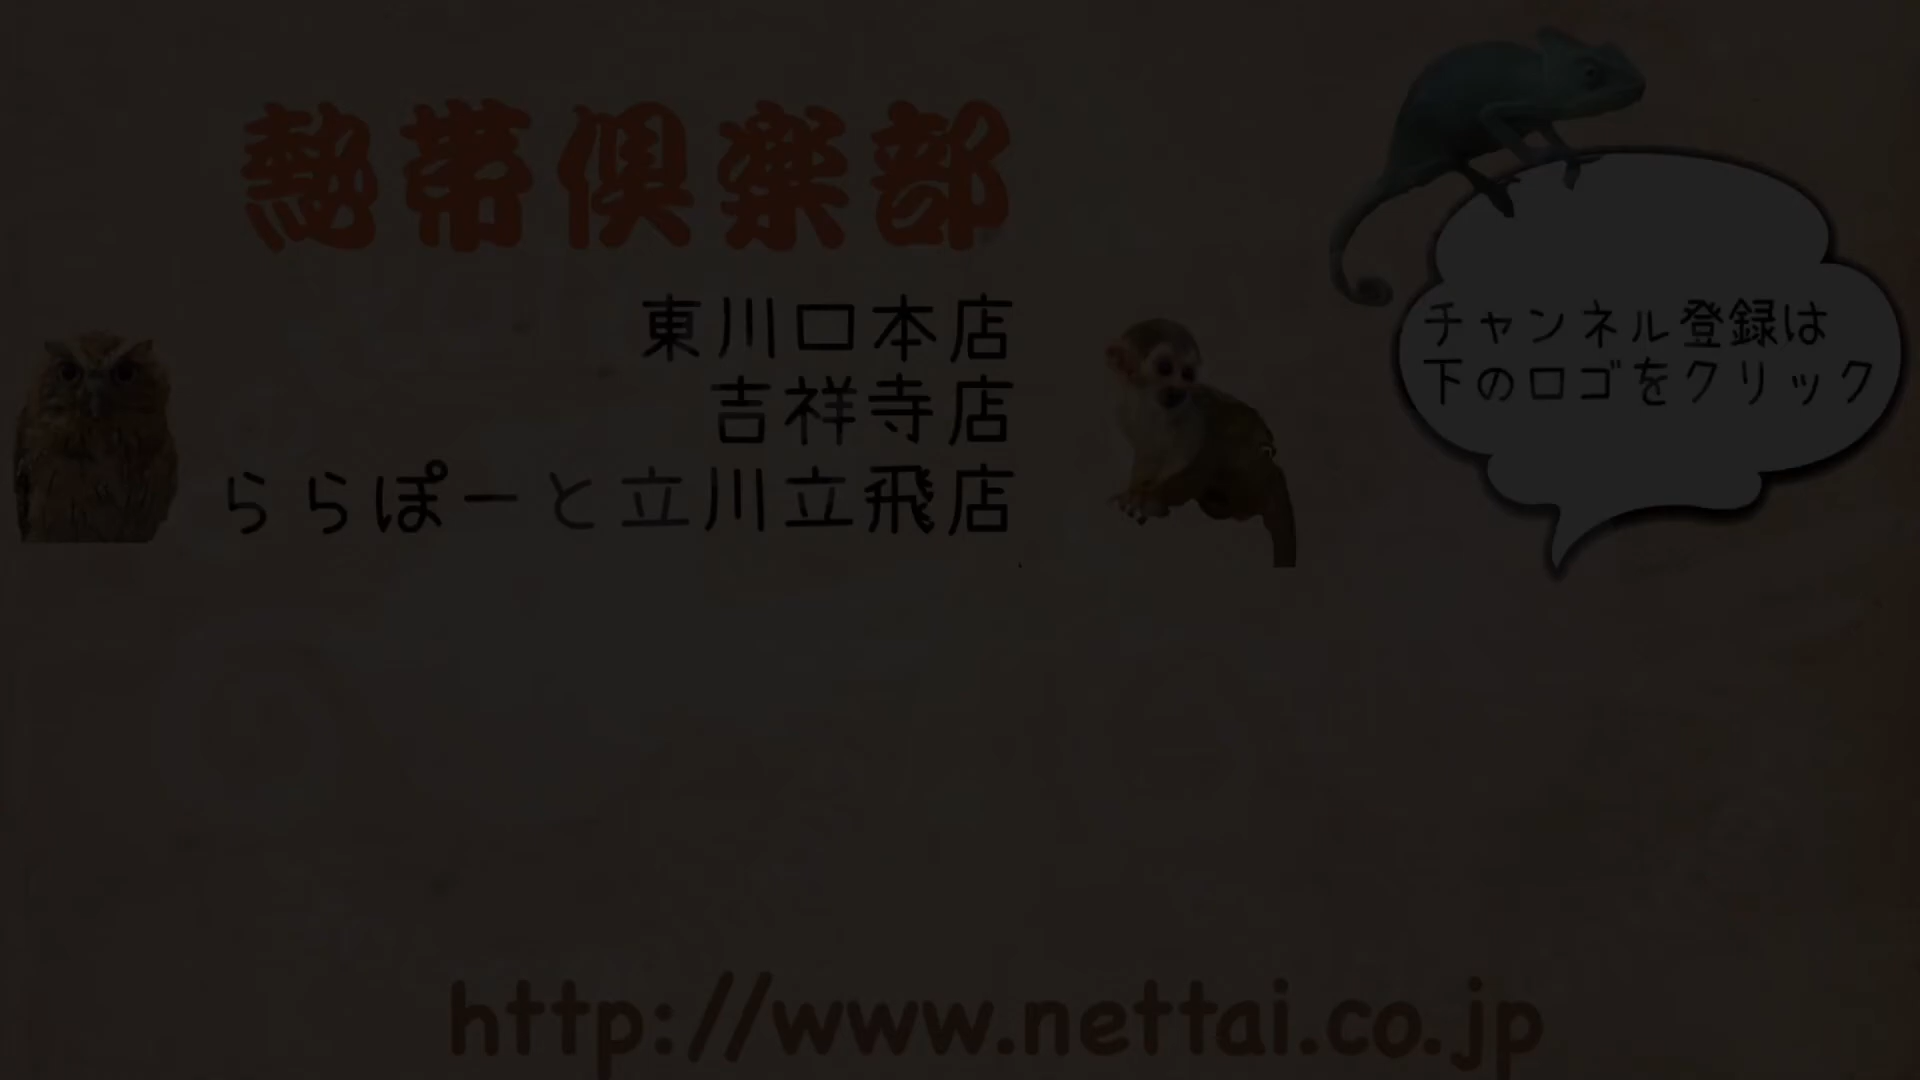 熱帯倶楽部
東川口本店
吉祥寺店
ららぽーと立川立飛店
チャンネル登録は
下のロゴをクリック
http://www.nettai.co.jp